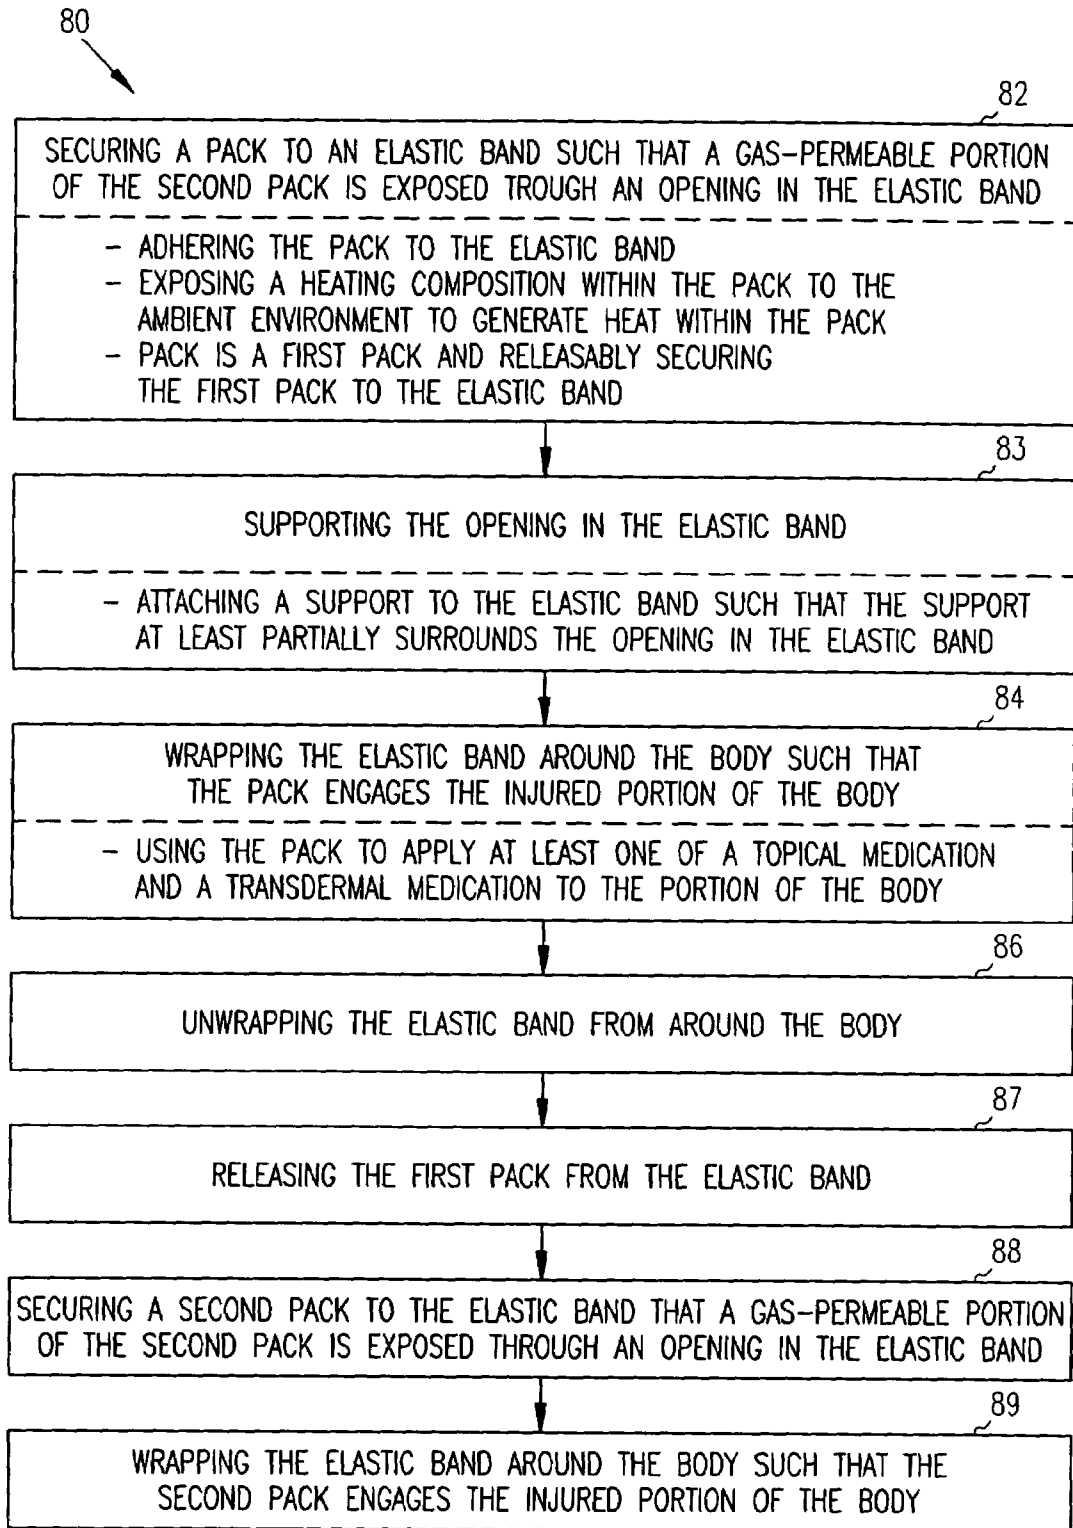 80
82
SECURING A PACK TO AN ELASTIC BAND SUCH THAT A GAS-PERMEABLE PORTION
OF THE SECOND PACK IS EXPOSED TROUGH AN OPENING IN THE ELASTIC BAND
- ADHERING THE PACK TO THE ELASTIC BAND
- EXPOSING A HEATING COMPOSITION WITHIN THE PACK TO THE
AMBIENT ENVIRONMENT TO GENERATE HEAT WITHIN THE PACK
- PACK IS A FIRST PACK AND RELEASABLY SECURING
THE FIRST PACK TO THE ELASTIC BAND
83
SUPPORTING THE OPENING IN THE ELASTIC BAND
- ATTACHING A SUPPORT TO THE ELASTIC BAND SUCH THAT THE SUPPORT
AT LEAST PARTIALLY SURROUNDS THE OPENING IN THE ELASTIC BAND
84
WRAPPING THE ELASTIC BAND AROUND THE BODY SUCH THAT
THE PACK ENGAGES THE INJURED PORTION OF THE BODY
- USING THE PACK TO APPLY AT LEAST ONE OF A TOPICAL MEDICATION
AND A TRANSDERMAL MEDICATION TO THE PORTION OF THE BODY
86
UNWRAPPING THE ELASTIC BAND FROM AROUND THE BODY
87
RELEASING THE FIRST PACK FROM THE ELASTIC BAND
88
SECURING A SECOND PACK TO THE ELASTIC BAND THAT A GAS-PERMEABLE PORTION
OF THE SECOND PACK IS EXPOSED THROUGH AN OPENING IN THE ELASTIC BAND
89
WRAPPING THE ELASTIC BAND AROUND THE BODY SUCH THAT THE
SECOND PACK ENGAGES THE INJURED PORTION OF THE BODY